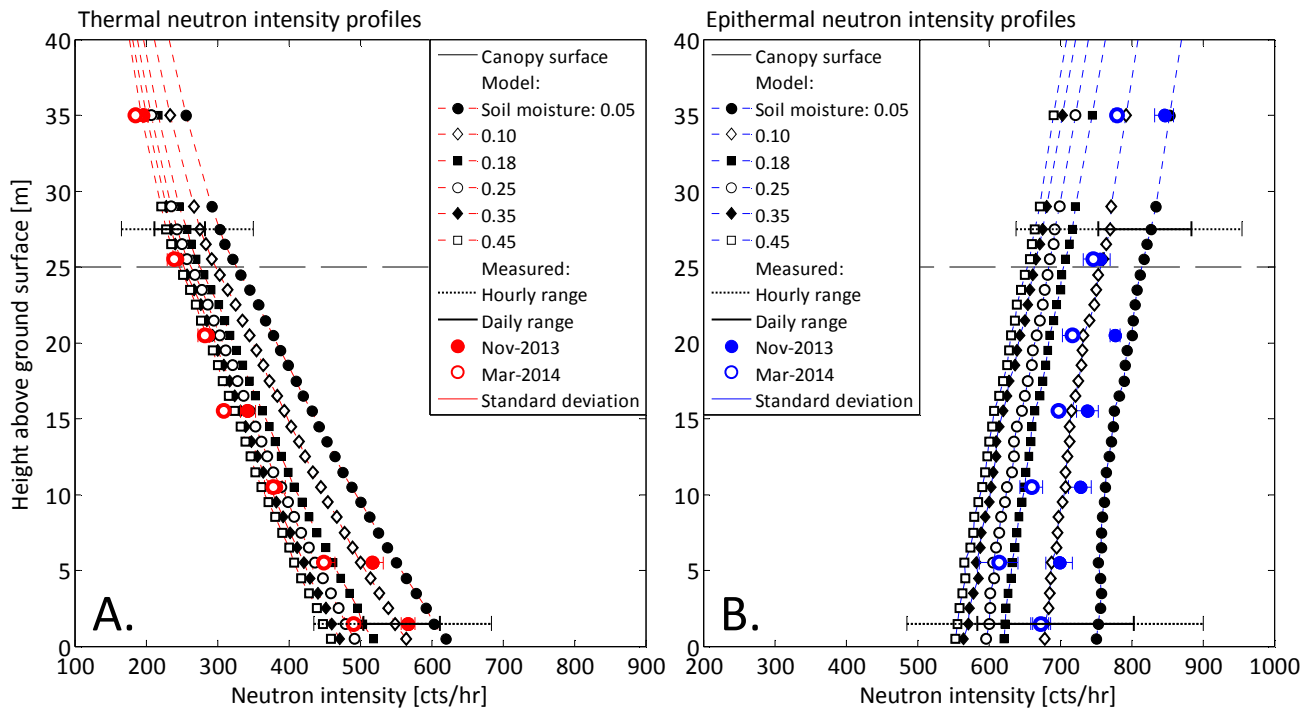 Thermal neutron intensity profiles
40
35
30
25
20
15
10
5
0
Height above ground surface [m]
100 200 300 400 500 600 700 800 900
Neutron intensity [cts/hr]
A.
Canopy surface
Model:
Soil moisture: 0.05
0.10
0.18
0.25
0.35
0.45
Measured:
Hourly range
Daily range
Nov-2013
Mar-2014
Standard deviation
Epithermal neutron intensity profiles
40
35
30
25
20
15
10
5
0
200 300 400 500 600 700 800 900 1000
Neutron intensity [cts/hr]
B.
Canopy surface
Model:
Soil moisture: 0.05
0.10
0.18
0.25
0.35
0.45
Measured:
Hourly range
Daily range
Nov-2013
Mar-2014
Standard deviation